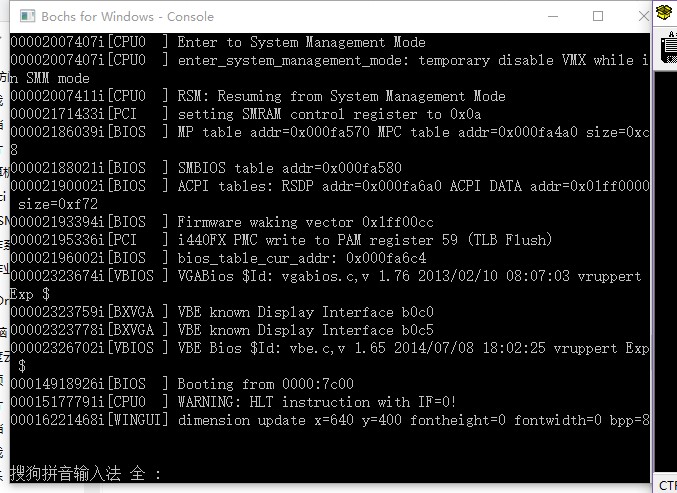 Bochs for Windows - Console
00002007407i[CPU0  ] Enter to System Management Mode
00002007407i[CPU0  ] enter_system_management_mode: temporary disable VMX while i
n SMM mode
00002007411i[CPU0  ] RSM: Resuming from System Management Mode
00002171433i[PCI   ] setting SMRAM control register to 0x0a
00002186039i[BIOS  ] MP table addr=0x000fa570 MPC table addr=0x000fa4a0 size=0xc
8
00002188021i[BIOS  ] SMBIOS table addr=0x000fa580
00002190002i[BIOS  ] ACPI tables: RSDP addr=0x000fa6a0 ACPI DATA addr=0x01ff0000
 size=0xf72
00002193394i[BIOS  ] Firmware waking vector 0x1ff00cc
00002195336i[PCI   ] i440FX PMC write to PAM register 59 (TLB Flush)
00002196002i[BIOS  ] bios_table_cur_addr: 0x000fa6c4
00002323674i[VBIOS ] VGABios $Id: vgabios.c,v 1.76 2013/02/10 08:07:03 vruppert
Exp $
00002323759i[BXVGA ] VBE known Display Interface b0c0
00002323778i[BXVGA ] VBE known Display Interface b0c5
00002326702i[VBIOS ] VBE Bios $Id: vbe.c,v 1.65 2014/07/08 18:02:25 vruppert Exp
 $
00014918926i[BIOS  ] Booting from 0000:7c00
00015177791i[CPU0  ] WARNING: HLT instruction with IF=0!
00016221468i[WINGUI] dimension update x=640 y=400 fontheight=0 fontwidth=0 bpp=8
搜狗拼音输入法 全 :